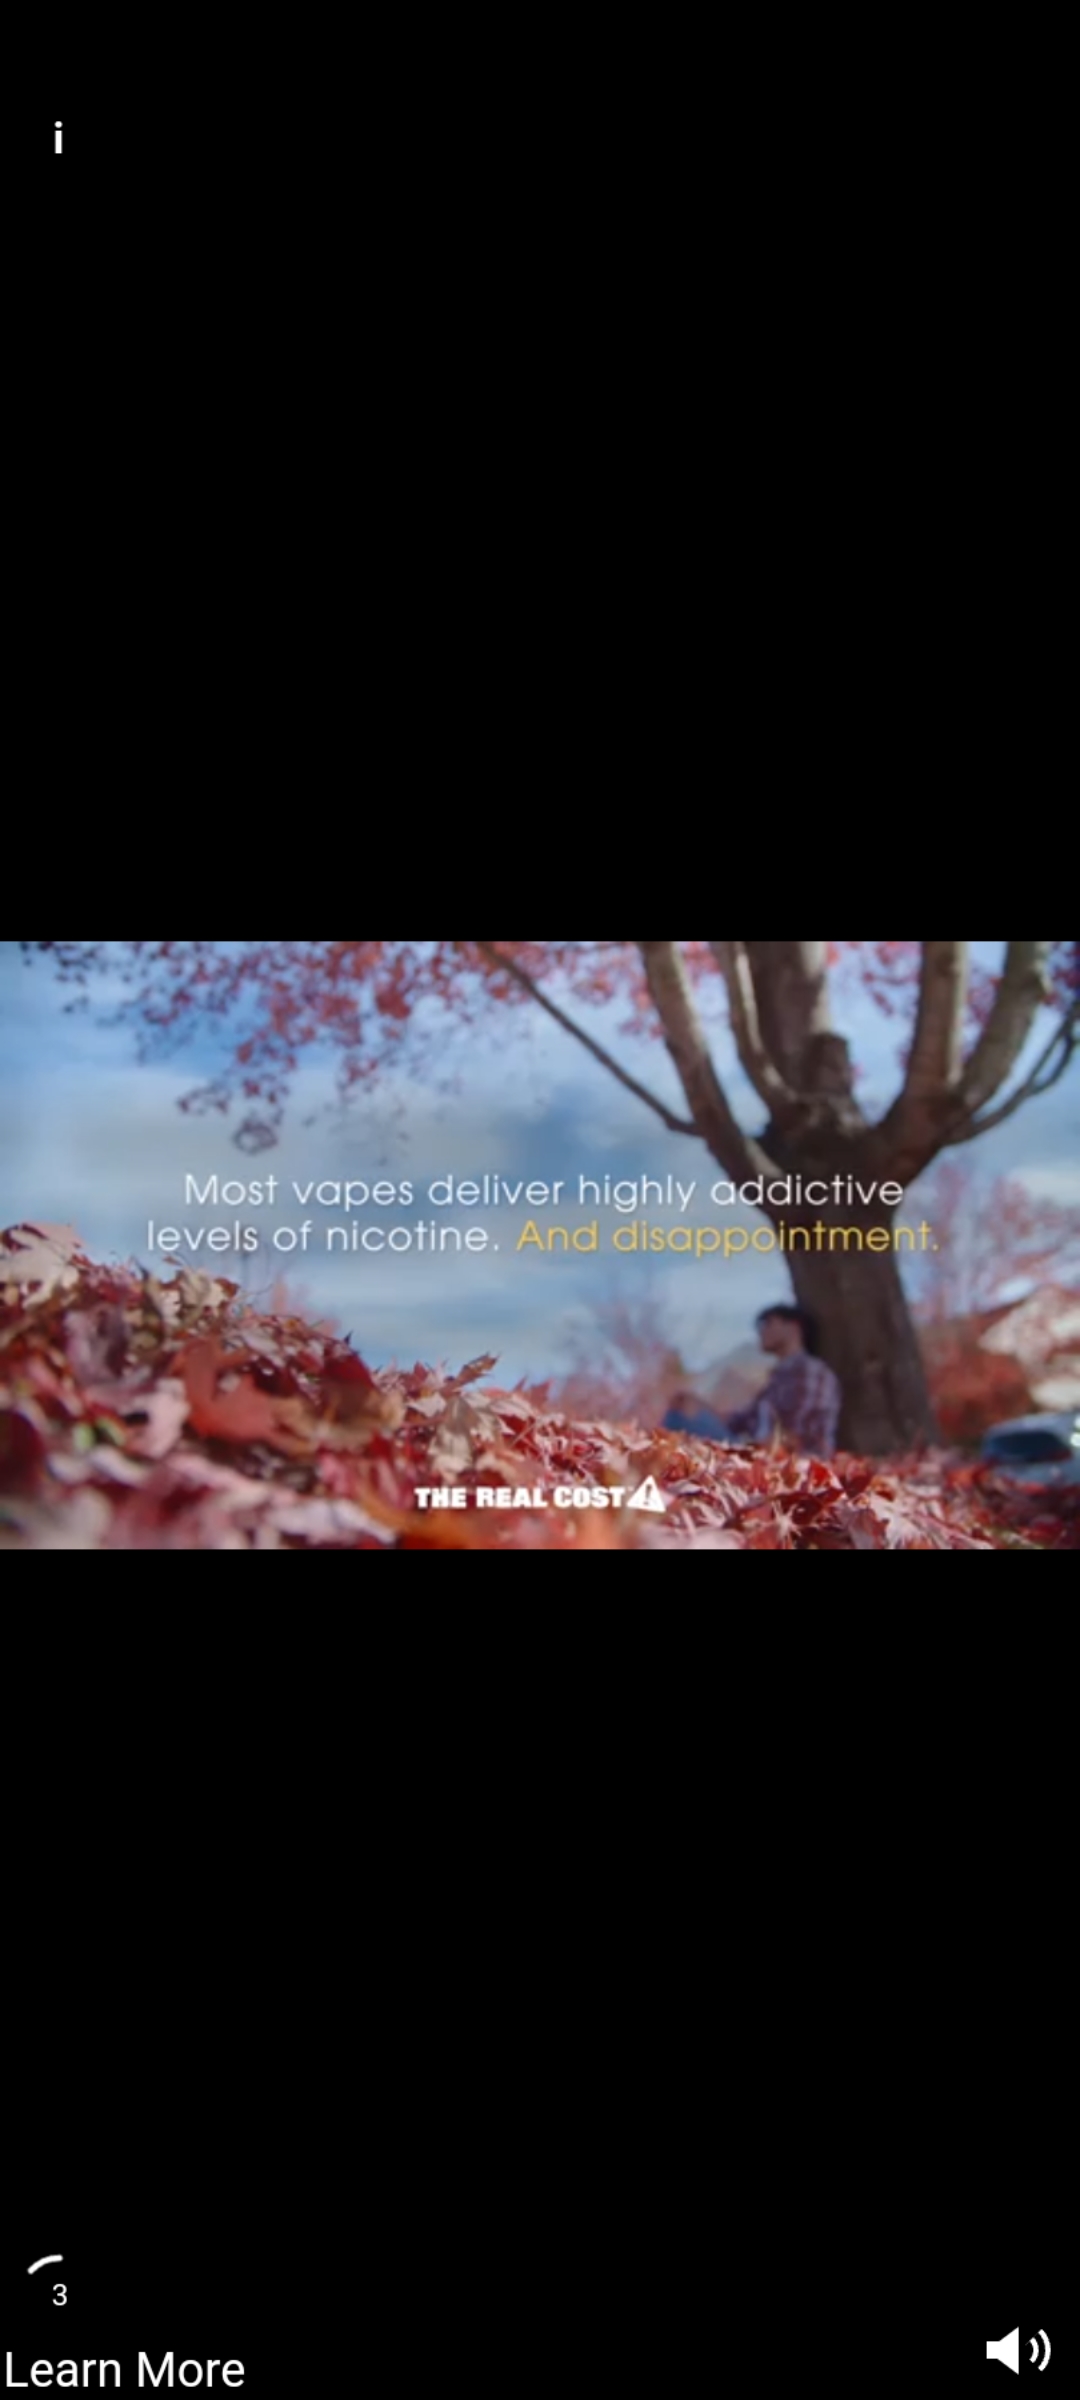 i
Most vapes deliver highly addictive
levels of nicotine. And disappointment.
THE REAL COST
3
Learn More